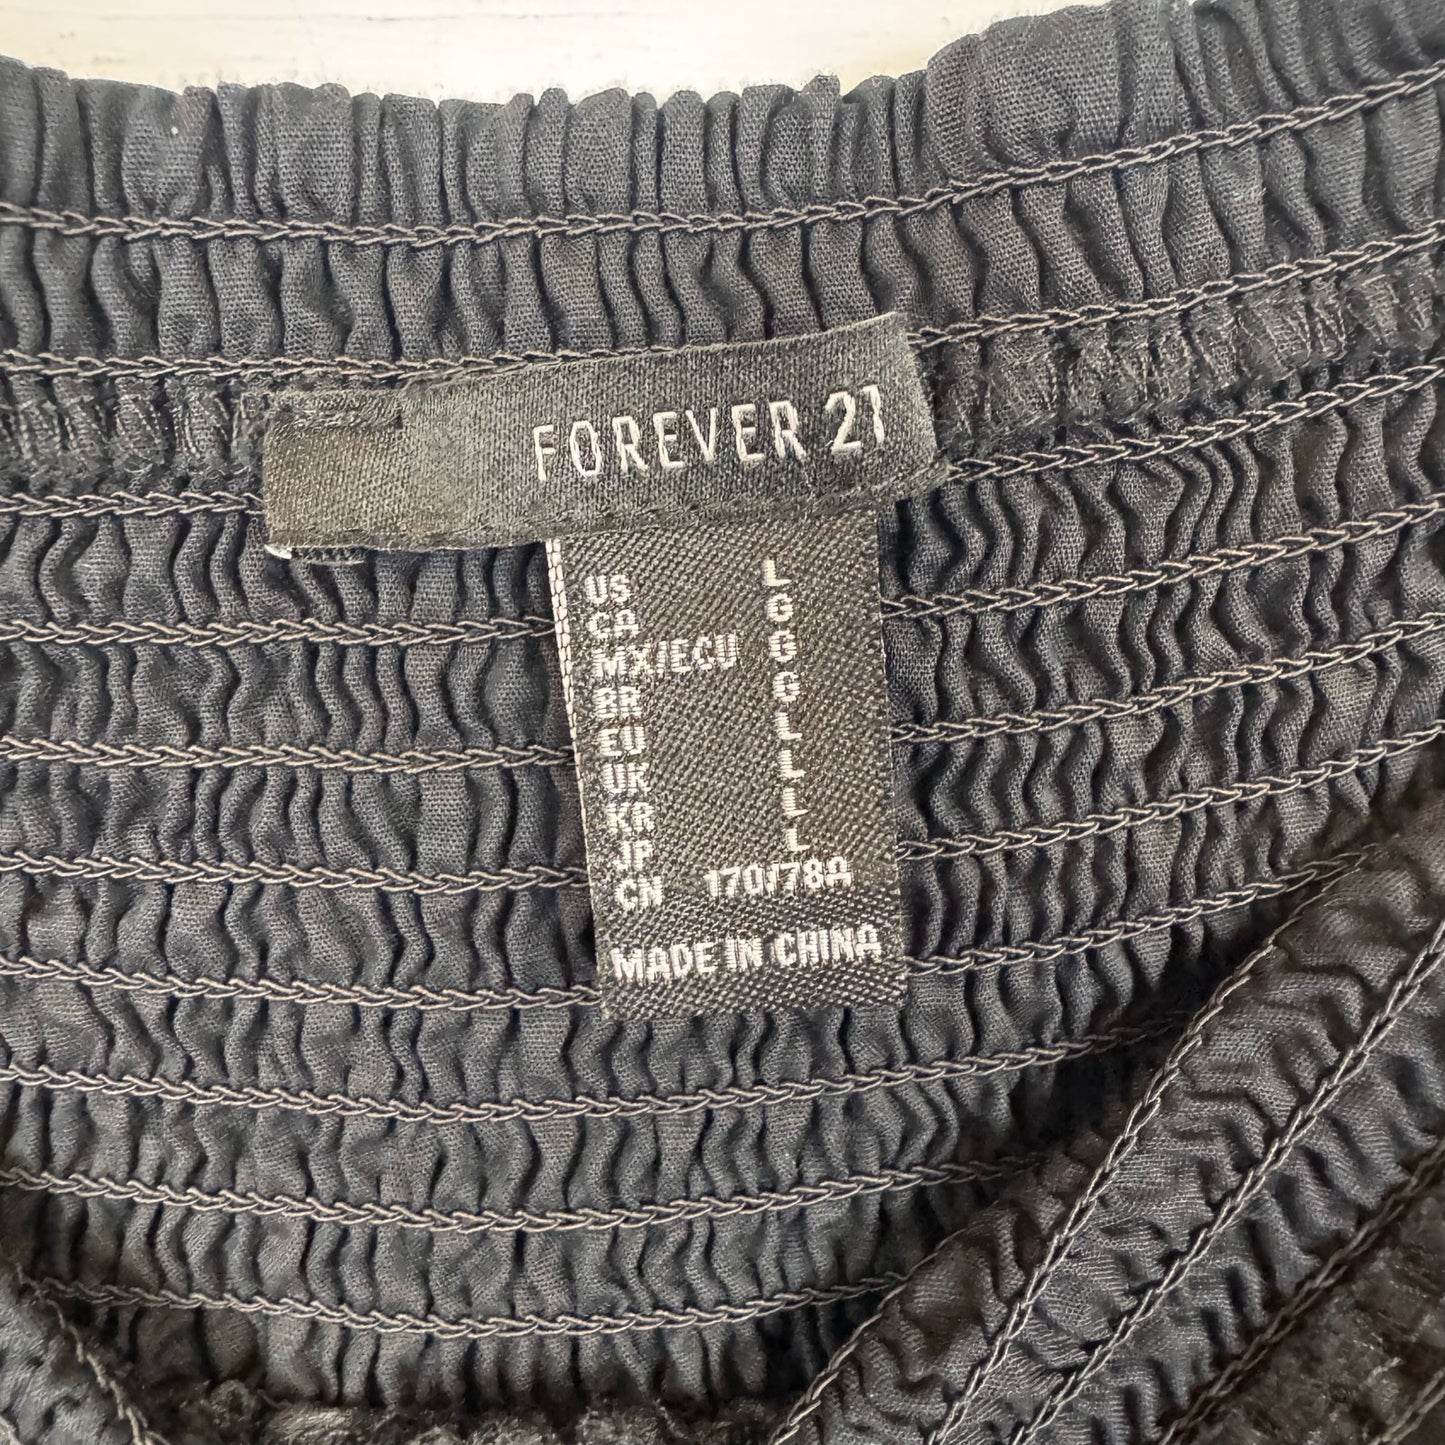 FOREVER 21
US L
CA G
MX/ECU G
BR G
EU L
UK L
KR L
JP L
CN 170/78A
MADE IN CHINA